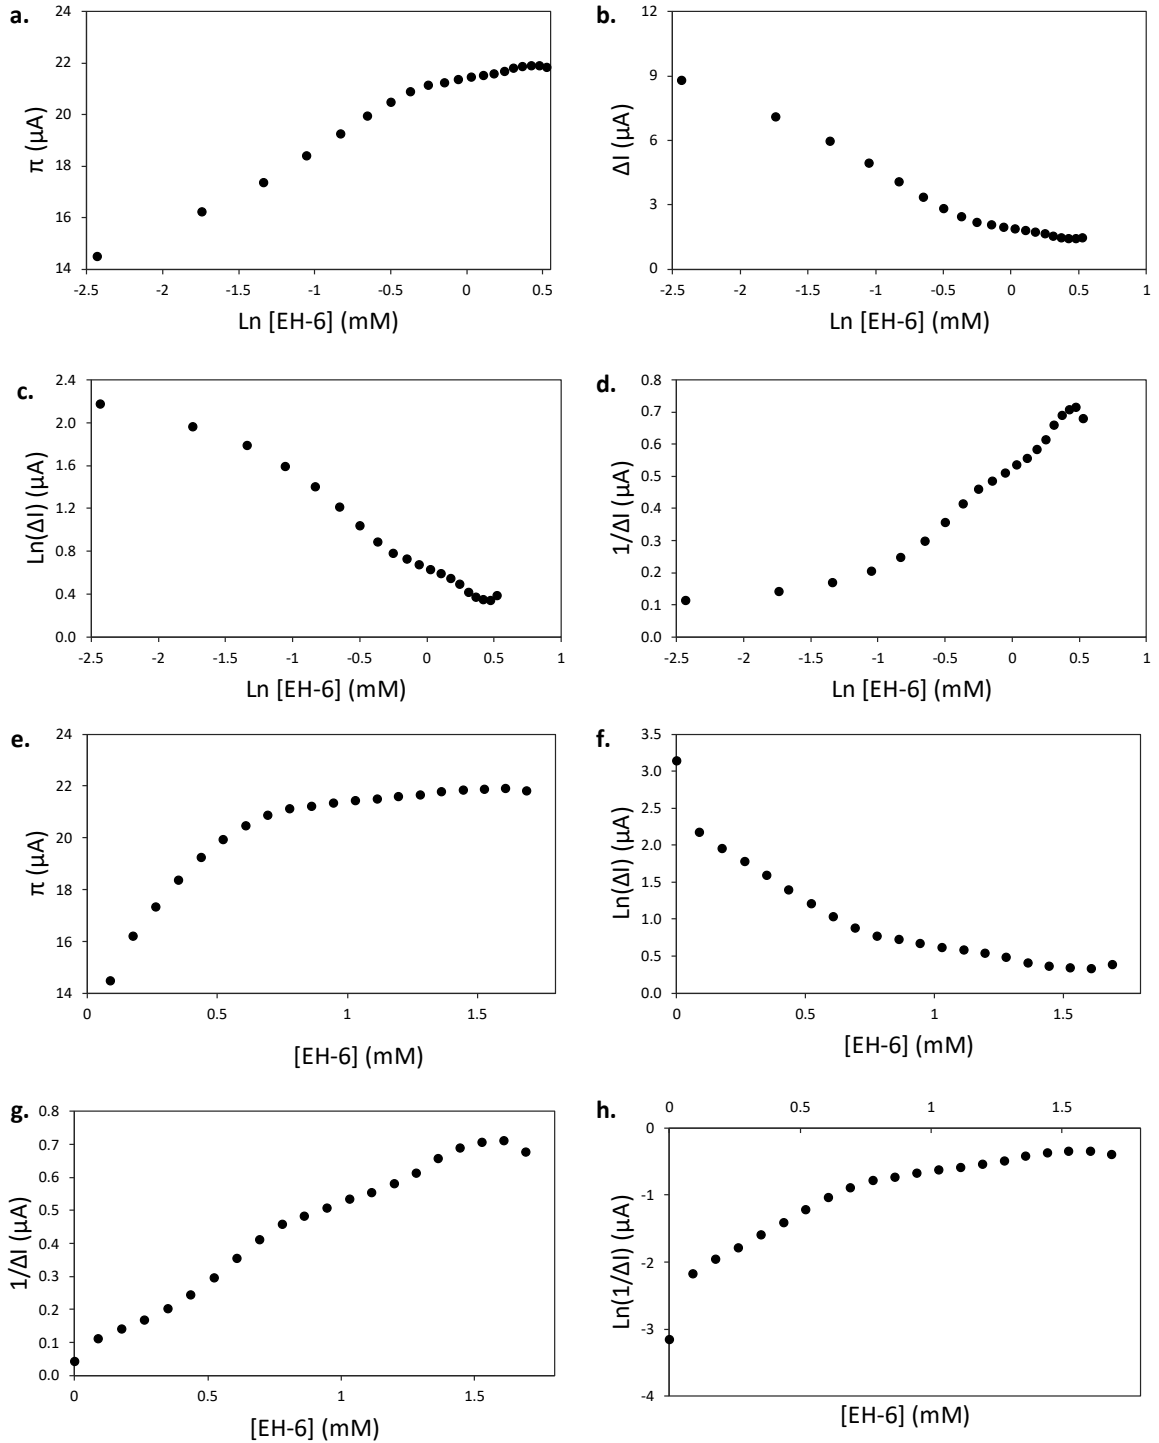 a.
24
22
20
18
16
14
π (µA)
-2.5 -2 -1.5 -1 -0.5 0 0.5
Ln [EH-6] (mM)
b.
12
9
6
3
0
ΔI (µA)
-2.5 -2 -1.5 -1 -0.5 0 0.5 1
Ln [EH-6] (mM)
c.
2.4
2.0
1.6
1.2
0.8
0.4
0.0
Ln(ΔI) (µA)
-2.5 -2 -1.5 -1 -0.5 0 0.5 1
Ln [EH-6] (mM)
d.
0.8
0.7
0.6
0.5
0.4
0.3
0.2
0.1
0.0
1/ΔI (µA)
-2.5 -2 -1.5 -1 -0.5 0 0.5 1
Ln [EH-6] (mM)
e.
24
22
20
18
16
14
π (µA)
0 0.5 1 1.5
[EH-6] (mM)
f.
3.5
3.0
2.5
2.0
1.5
1.0
0.5
0.0
Ln(ΔI) (µA)
0 0.5 1 1.5
[EH-6] (mM)
g.
0.8
0.7
0.6
0.5
0.4
0.3
0.2
0.1
0.0
1/ΔI (µA)
0 0.5 1 1.5
[EH-6] (mM)
h.
0 0.5 1 1.5
0
-1
-2
-3
-4
Ln(1/ΔI) (µA)
[EH-6] (mM)